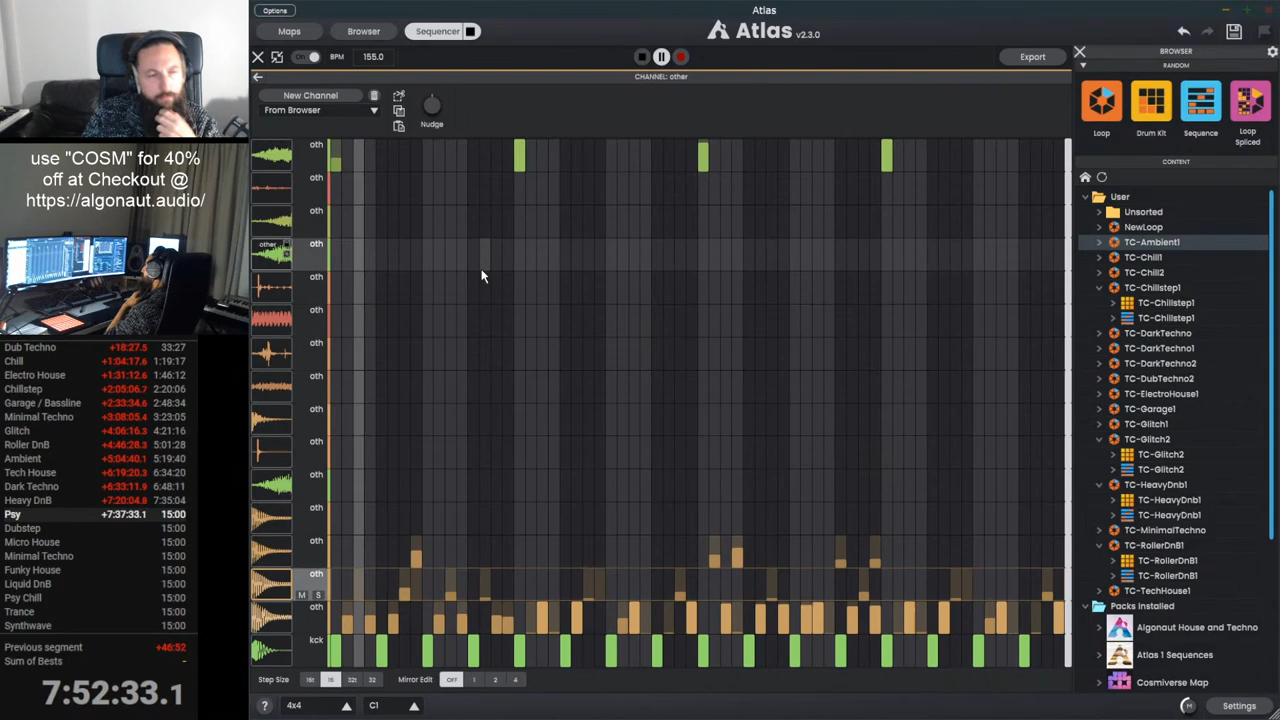 Options
Atlas
Maps
Browser
Sequencer
Atlas v2.3.0
On
BPM
155.0
Export
BROWSER
CHANNEL: other
RANDOM
New Channel
From Browser
Nudge
Loop
Drum Kit
Sequence
Loop Spliced
CONTENT
use "COSM" for 40%
off at Checkout @
https://algonaut.audio/
oth
oth
oth
other
oth
oth
oth
oth
oth
oth
oth
oth
oth
oth
oth
M
S
oth
kck
User
Unsorted
NewLoop
TC-Ambient1
TC-Chill1
TC-Chill2
TC-Chillstep1
TC-Chillstep1
TC-Chillstep1
TC-DarkTechno
TC-DarkTechno1
TC-DarkTechno2
TC-DubTechno2
TC-ElectroHouse1
TC-Garage1
TC-Glitch1
TC-Glitch2
TC-Glitch2
TC-Glitch2
TC-HeavyDnb1
TC-HeavyDnb1
TC-HeavyDnb1
TC-MinimalTechno
TC-RollerDnB1
TC-RollerDnB1
TC-RollerDnB1
TC-TechHouse1
Packs Installed
Algonaut House and Techno
Atlas 1 Sequences
Cosmiverse Map
Dub Techno +18:27.5 33:27
Chill +1:04:17.6 1:19:17
Electro House +1:31:12.6 1:46:12
Chillstep +2:05:06.7 2:20:06
Garage / Bassline +2:33:34.6 2:48:34
Minimal Techno +3:08:05.4 3:23:05
Glitch +4:06:16.3 4:21:16
Roller DnB +4:46:28.3 5:01:28
Ambient +5:04:40.1 5:19:40
Tech House +6:19:20.3 6:34:20
Dark Techno +6:33:11.9 6:48:11
Heavy DnB +7:20:04.8 7:35:04
Psy +7:37:33.1 15:00
Dubstep 15:00
Micro House 15:00
Minimal Techno 15:00
Funky House 15:00
Liquid DnB 15:00
Psy Chill 15:00
Trance 15:00
Synthwave 15:00
Previous segment +46:52
Sum of Bests -
7:52:33.1
Step Size
16t
16
32t
32
Mirror Edit
OFF
1
2
4
?
4x4
C1
M
Settings